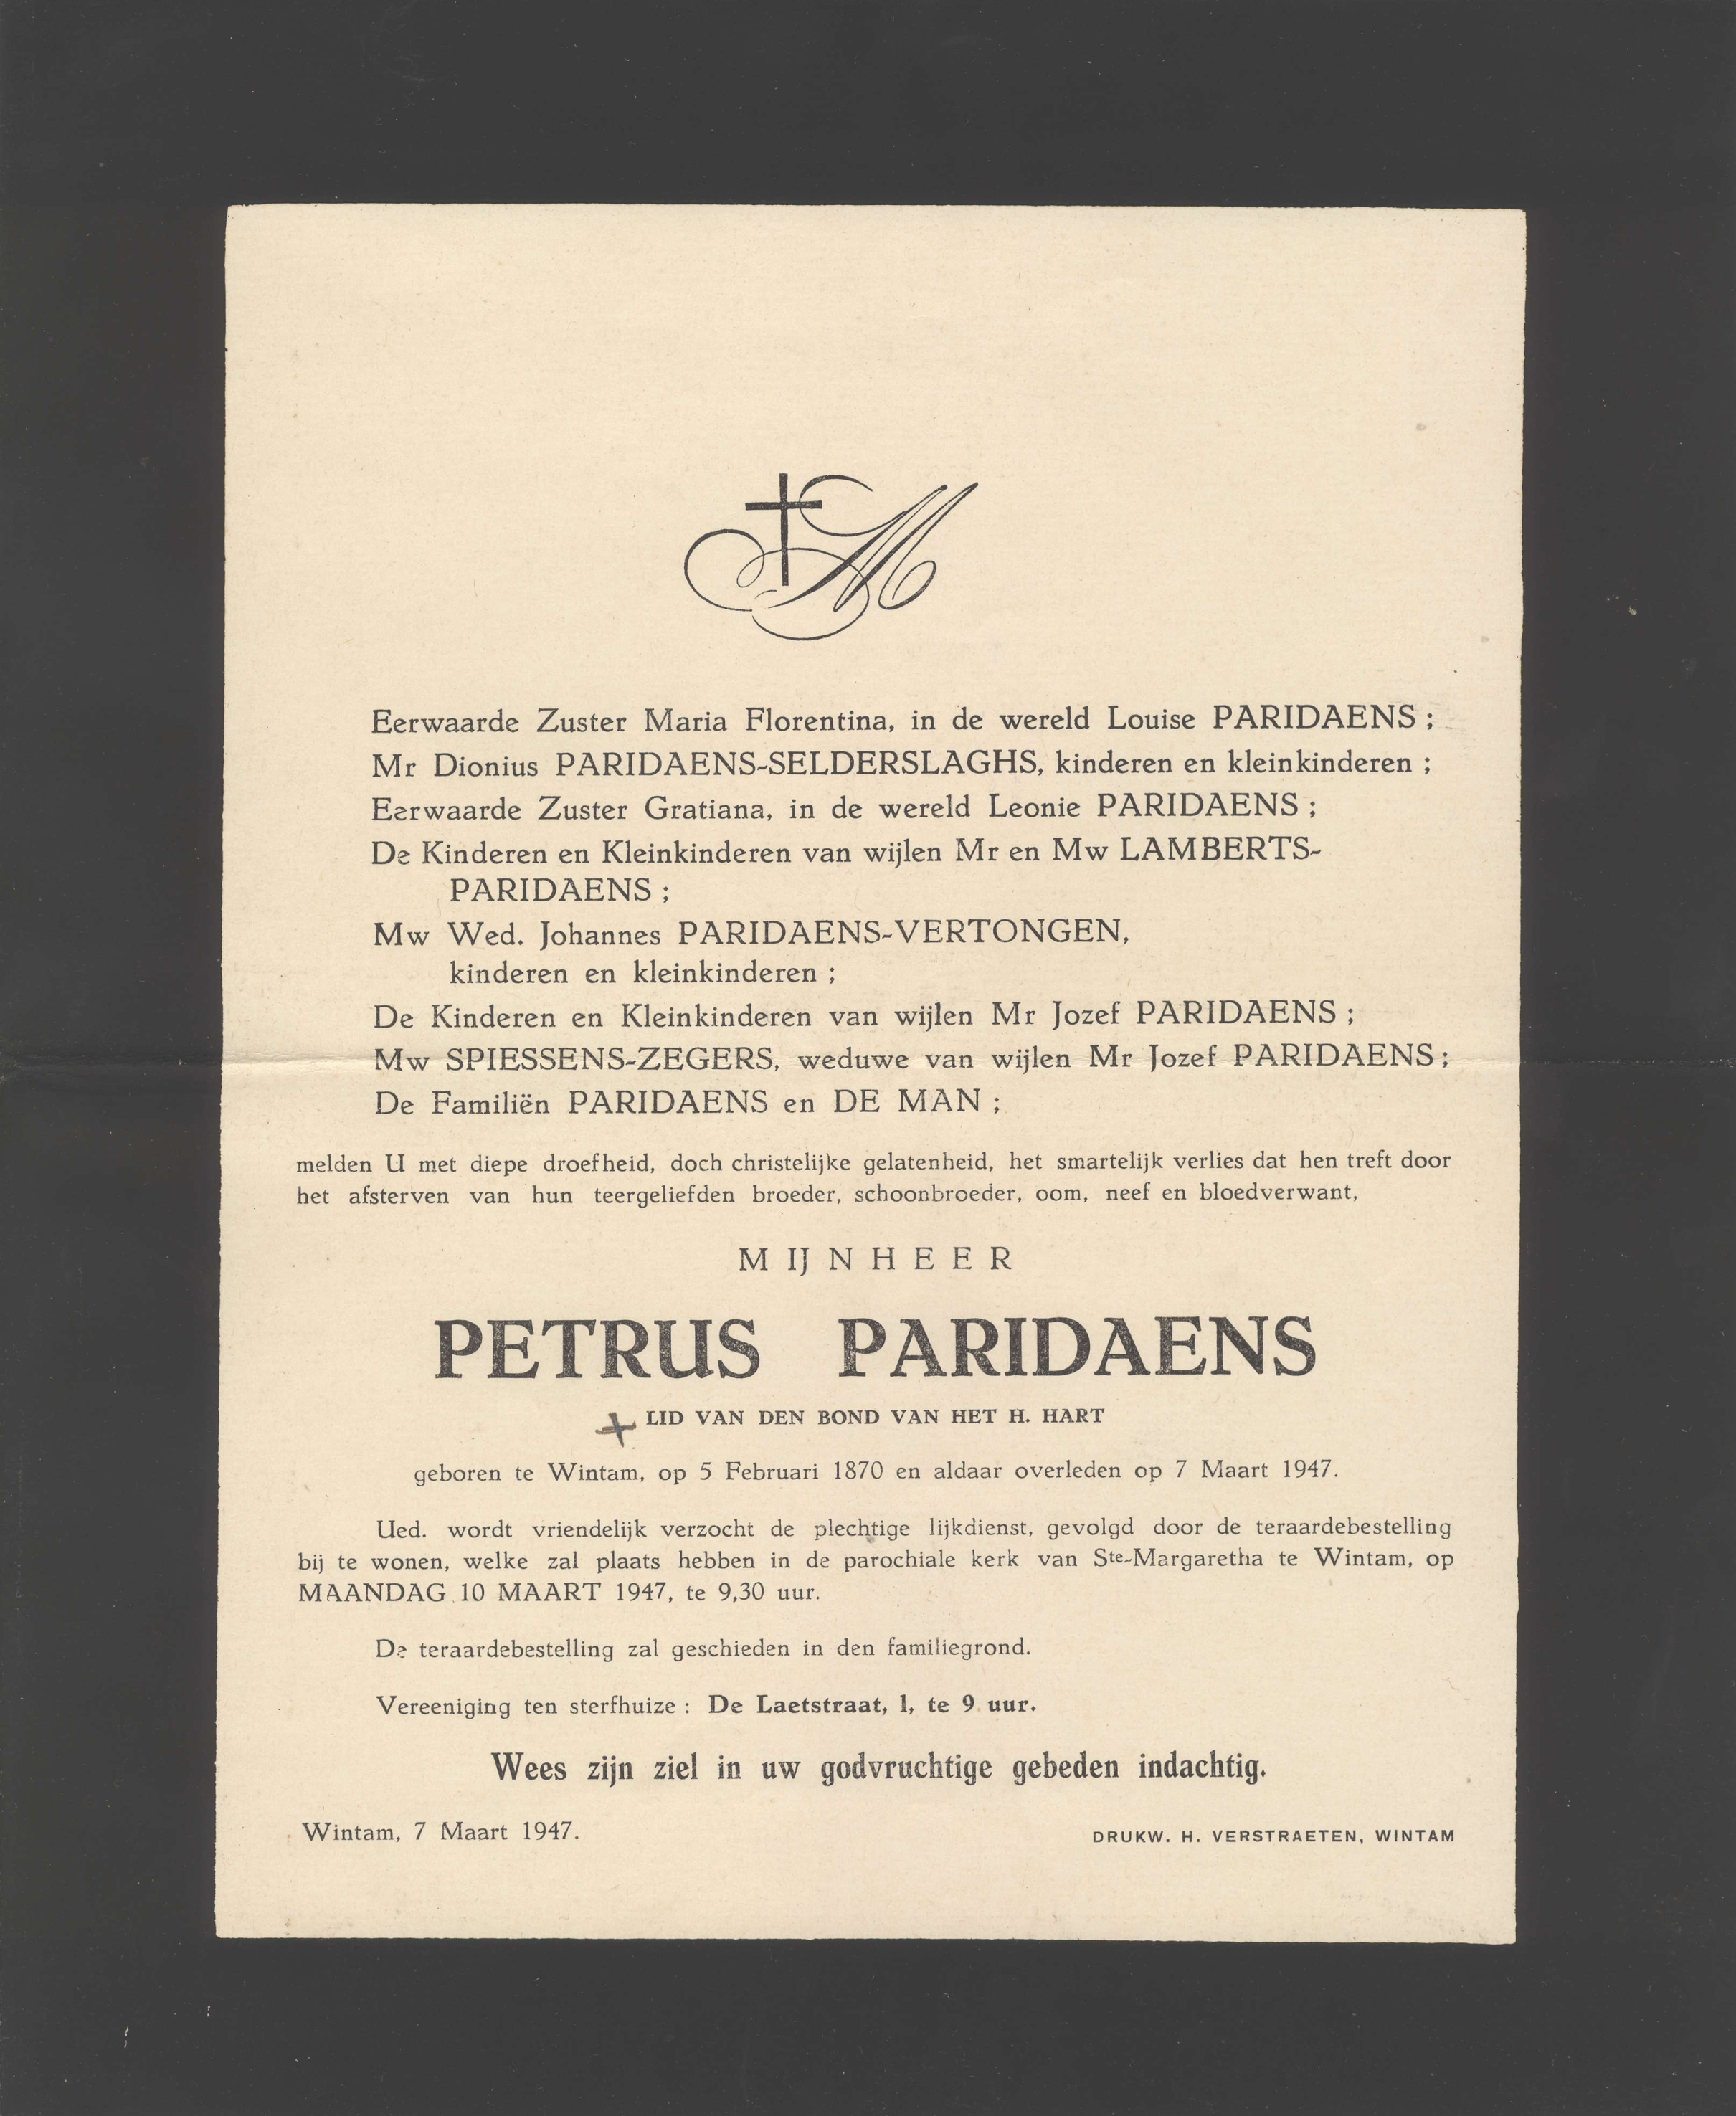 M
Eerwaarde Zuster Maria Florentina, in de wereld Louise PARIDAENS ;
Mr Dionius PARIDAENS-SELDERSLAGHS, kinderen en kleinkinderen ;
Eerwaarde Zuster Gratiana, in de wereld Leonie PARIDAENS ;
De Kinderen en Kleinkinderen van wijlen Mr en Mw LAMBERTS-
PARIDAENS ;
Mw Wed. Johannes PARIDAENS-VERTONGEN,
kinderen en kleinkinderen ;
De Kinderen en Kleinkinderen van wijlen Mr Jozef PARIDAENS ;
Mw SPIESSENS-ZEGERS, weduwe van wijlen Mr Jozef PARIDAENS ;
De Familiën PARIDAENS en DE MAN ;
melden U met diepe droefheid, doch christelijke gelatenheid, het smartelijk verlies dat hen treft door
het afsterven van hun teergeliefden broeder, schoonbroeder, oom, neef en bloedverwant,
MIJNHEER
PETRUS PARIDAENS
LID VAN DEN BOND VAN HET H. HART
geboren te Wintam, op 5 Februari 1870 en aldaar overleden op 7 Maart 1947.
Ued. wordt vriendelijk verzocht de plechtige lijkdienst, gevolgd door de teraardebestelling
bij te wonen, welke zal plaats hebben in de parochiale kerk van Ste-Margaretha te Wintam, op
MAANDAG 10 MAART 1947, te 9,30 uur.
De teraardebestelling zal geschieden in den familiegrond.
Vereeniging ten sterfhuize : De Laetstraat, 1, te 9 uur.
Wees zijn ziel in uw godvruchtige gebeden indachtig.
Wintam, 7 Maart 1947.
DRUKW. H. VERSTRAETEN, WINTAM